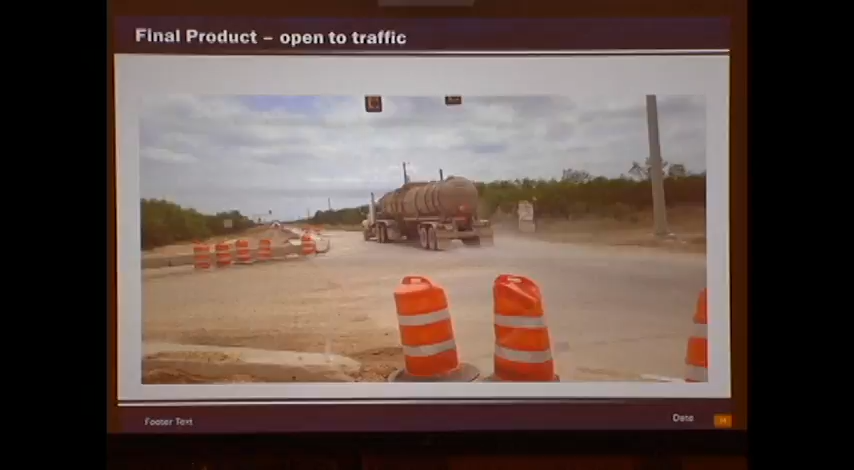 Final Product – open to traffic
Footer Text
Date